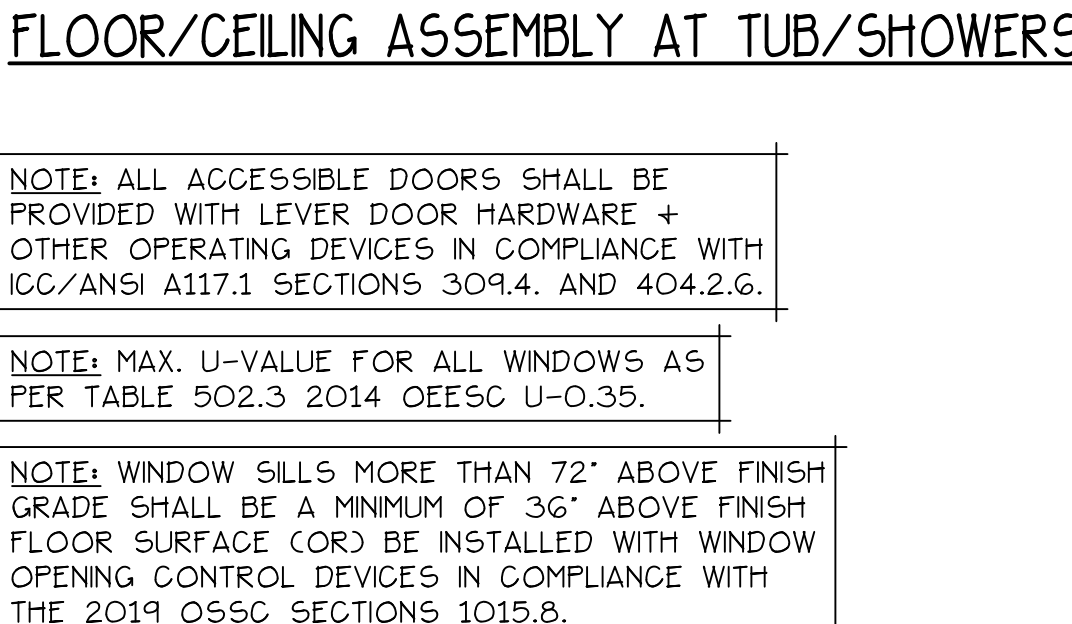 FLOOR/CEILING ASSEMBLY AT TUB/SHOWERS
NOTE: ALL ACCESSIBLE DOORS SHALL BE
PROVIDED WITH LEVER DOOR HARDWARE +
OTHER OPERATING DEVICES IN COMPLIANCE WITH
ICC/ANSI A117.1 SECTIONS 309.4. AND 404.2.6.
NOTE: MAX. U-VALUE FOR ALL WINDOWS AS
PER TABLE 502.3 2014 OEESC U-0.35.
NOTE: WINDOW SILLS MORE THAN 72" ABOVE FINISH
GRADE SHALL BE A MINIMUM OF 36" ABOVE FINISH
FLOOR SURFACE (OR) BE INSTALLED WITH WINDOW
OPENING CONTROL DEVICES IN COMPLIANCE WITH
THE 2019 OSSC SECTIONS 1015.8.